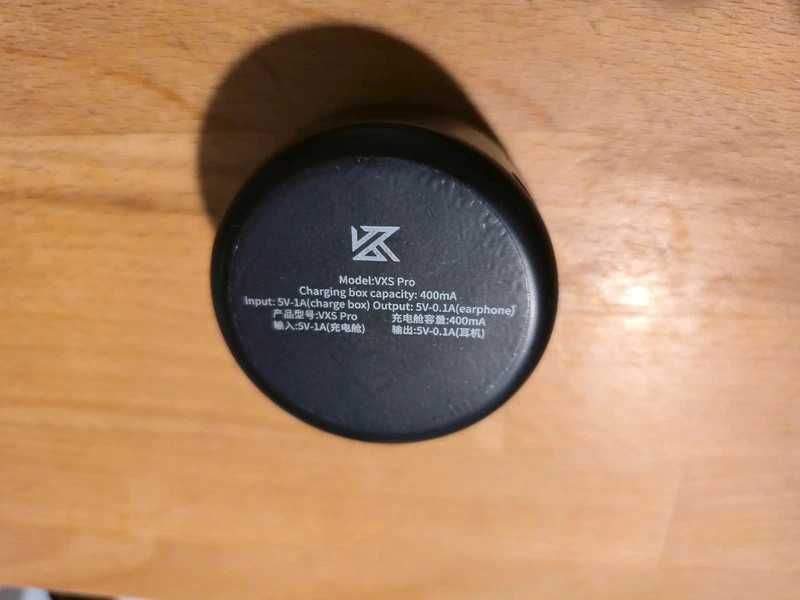 Model:VXS Pro
Charging box capacity: 400mA
Input: 5V-1A(charge box) Output: 5V-0.1A(earphone)
产品型号:VXS Pro 充电舱容量:400mA
输入:5V-1A(充电舱) 输出:5V-0.1A(耳机)